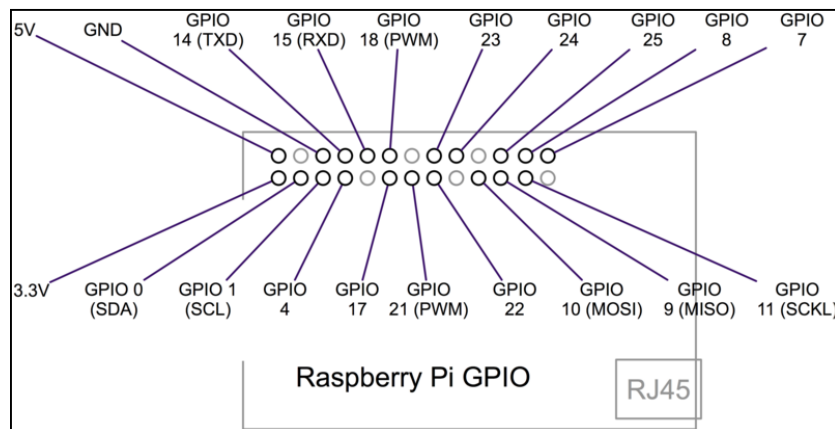 5V
GND
GPIO
14 (TXD)
GPIO
15 (RXD)
GPIO
18 (PWM)
GPIO
23
GPIO
24
GPIO
25
GPIO
8
GPIO
7
3.3V
GPIO 0
(SDA)
GPIO 1
(SCL)
GPIO
4
GPIO
17
GPIO
21 (PWM)
GPIO
22
GPIO
10 (MOSI)
GPIO
9 (MISO)
GPIO
11 (SCKL)
Raspberry Pi GPIO
RJ45